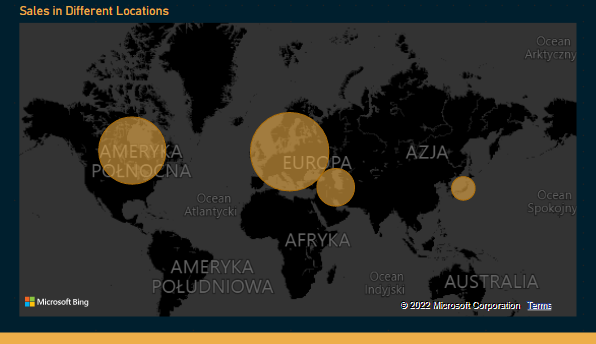 Sales in Different Locations
Ocean
Arktyczny
AMERYKA
PÓŁNOCNA
EUROPA
AZJA
Ocean
Atlantycki
Ocean
Spokojny
AFRYKA
AMERYKA
POŁUDNIOWA
Ocean
Indyjski
AUSTRALIA
Microsoft Bing
© 2022 Microsoft Corporation Terms